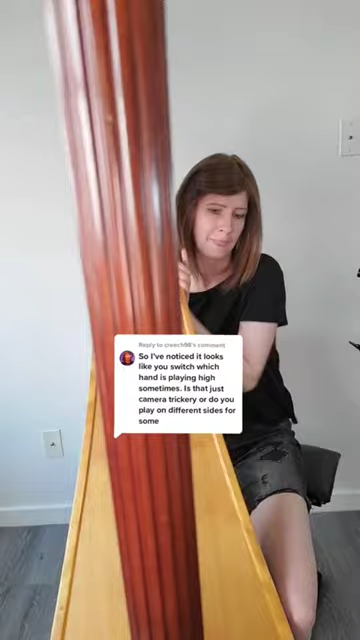 Reply to creech98's comment
So I've noticed it looks
like you switch which
hand is playing high
sometimes. Is that just
camera trickery or do you
play on different sides for
some